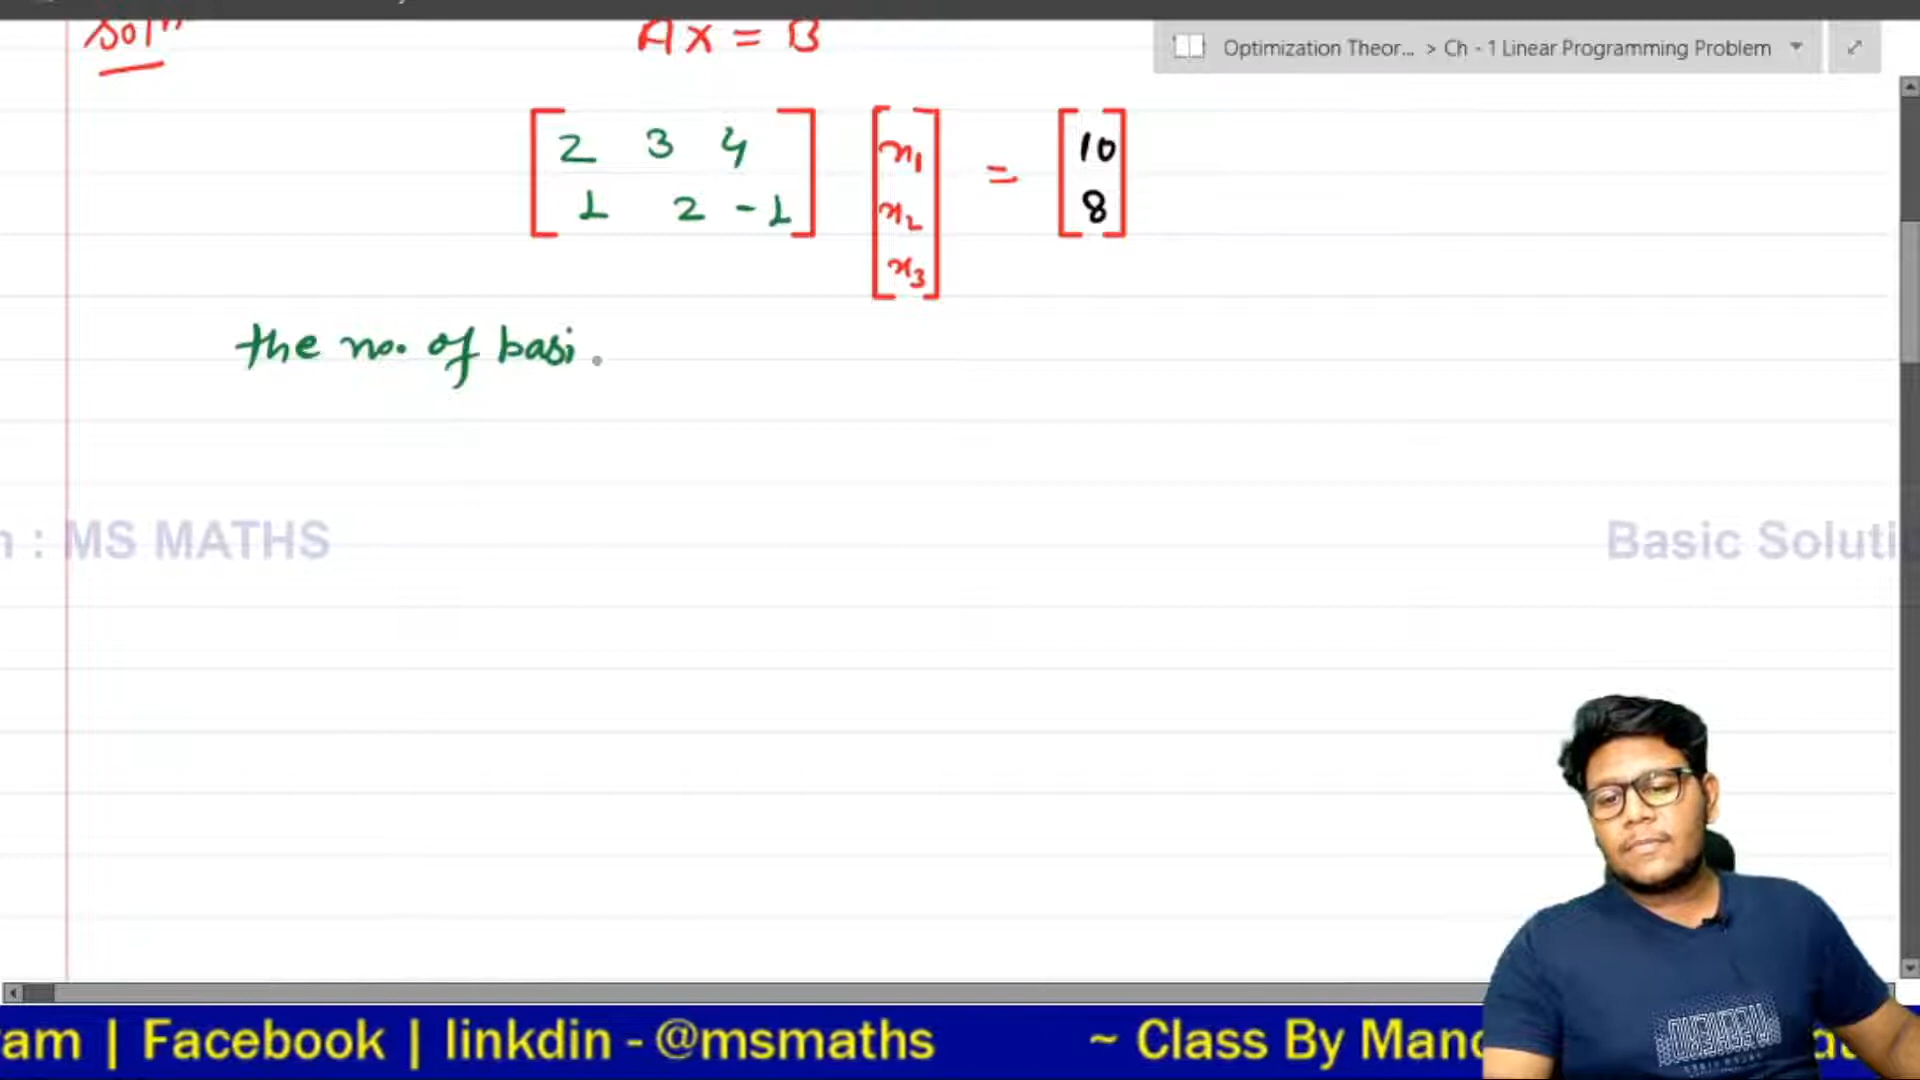 Soln
AX = B
Optimization Theor... > Ch - 1 Linear Programming Problem
2 3 4
1 2 -1
x1
x2
x3
=
10
8
the no. of basi
n : MS MATHS
Basic Soluti
am | Facebook | linkdin - @msmaths ~ Class By Mano